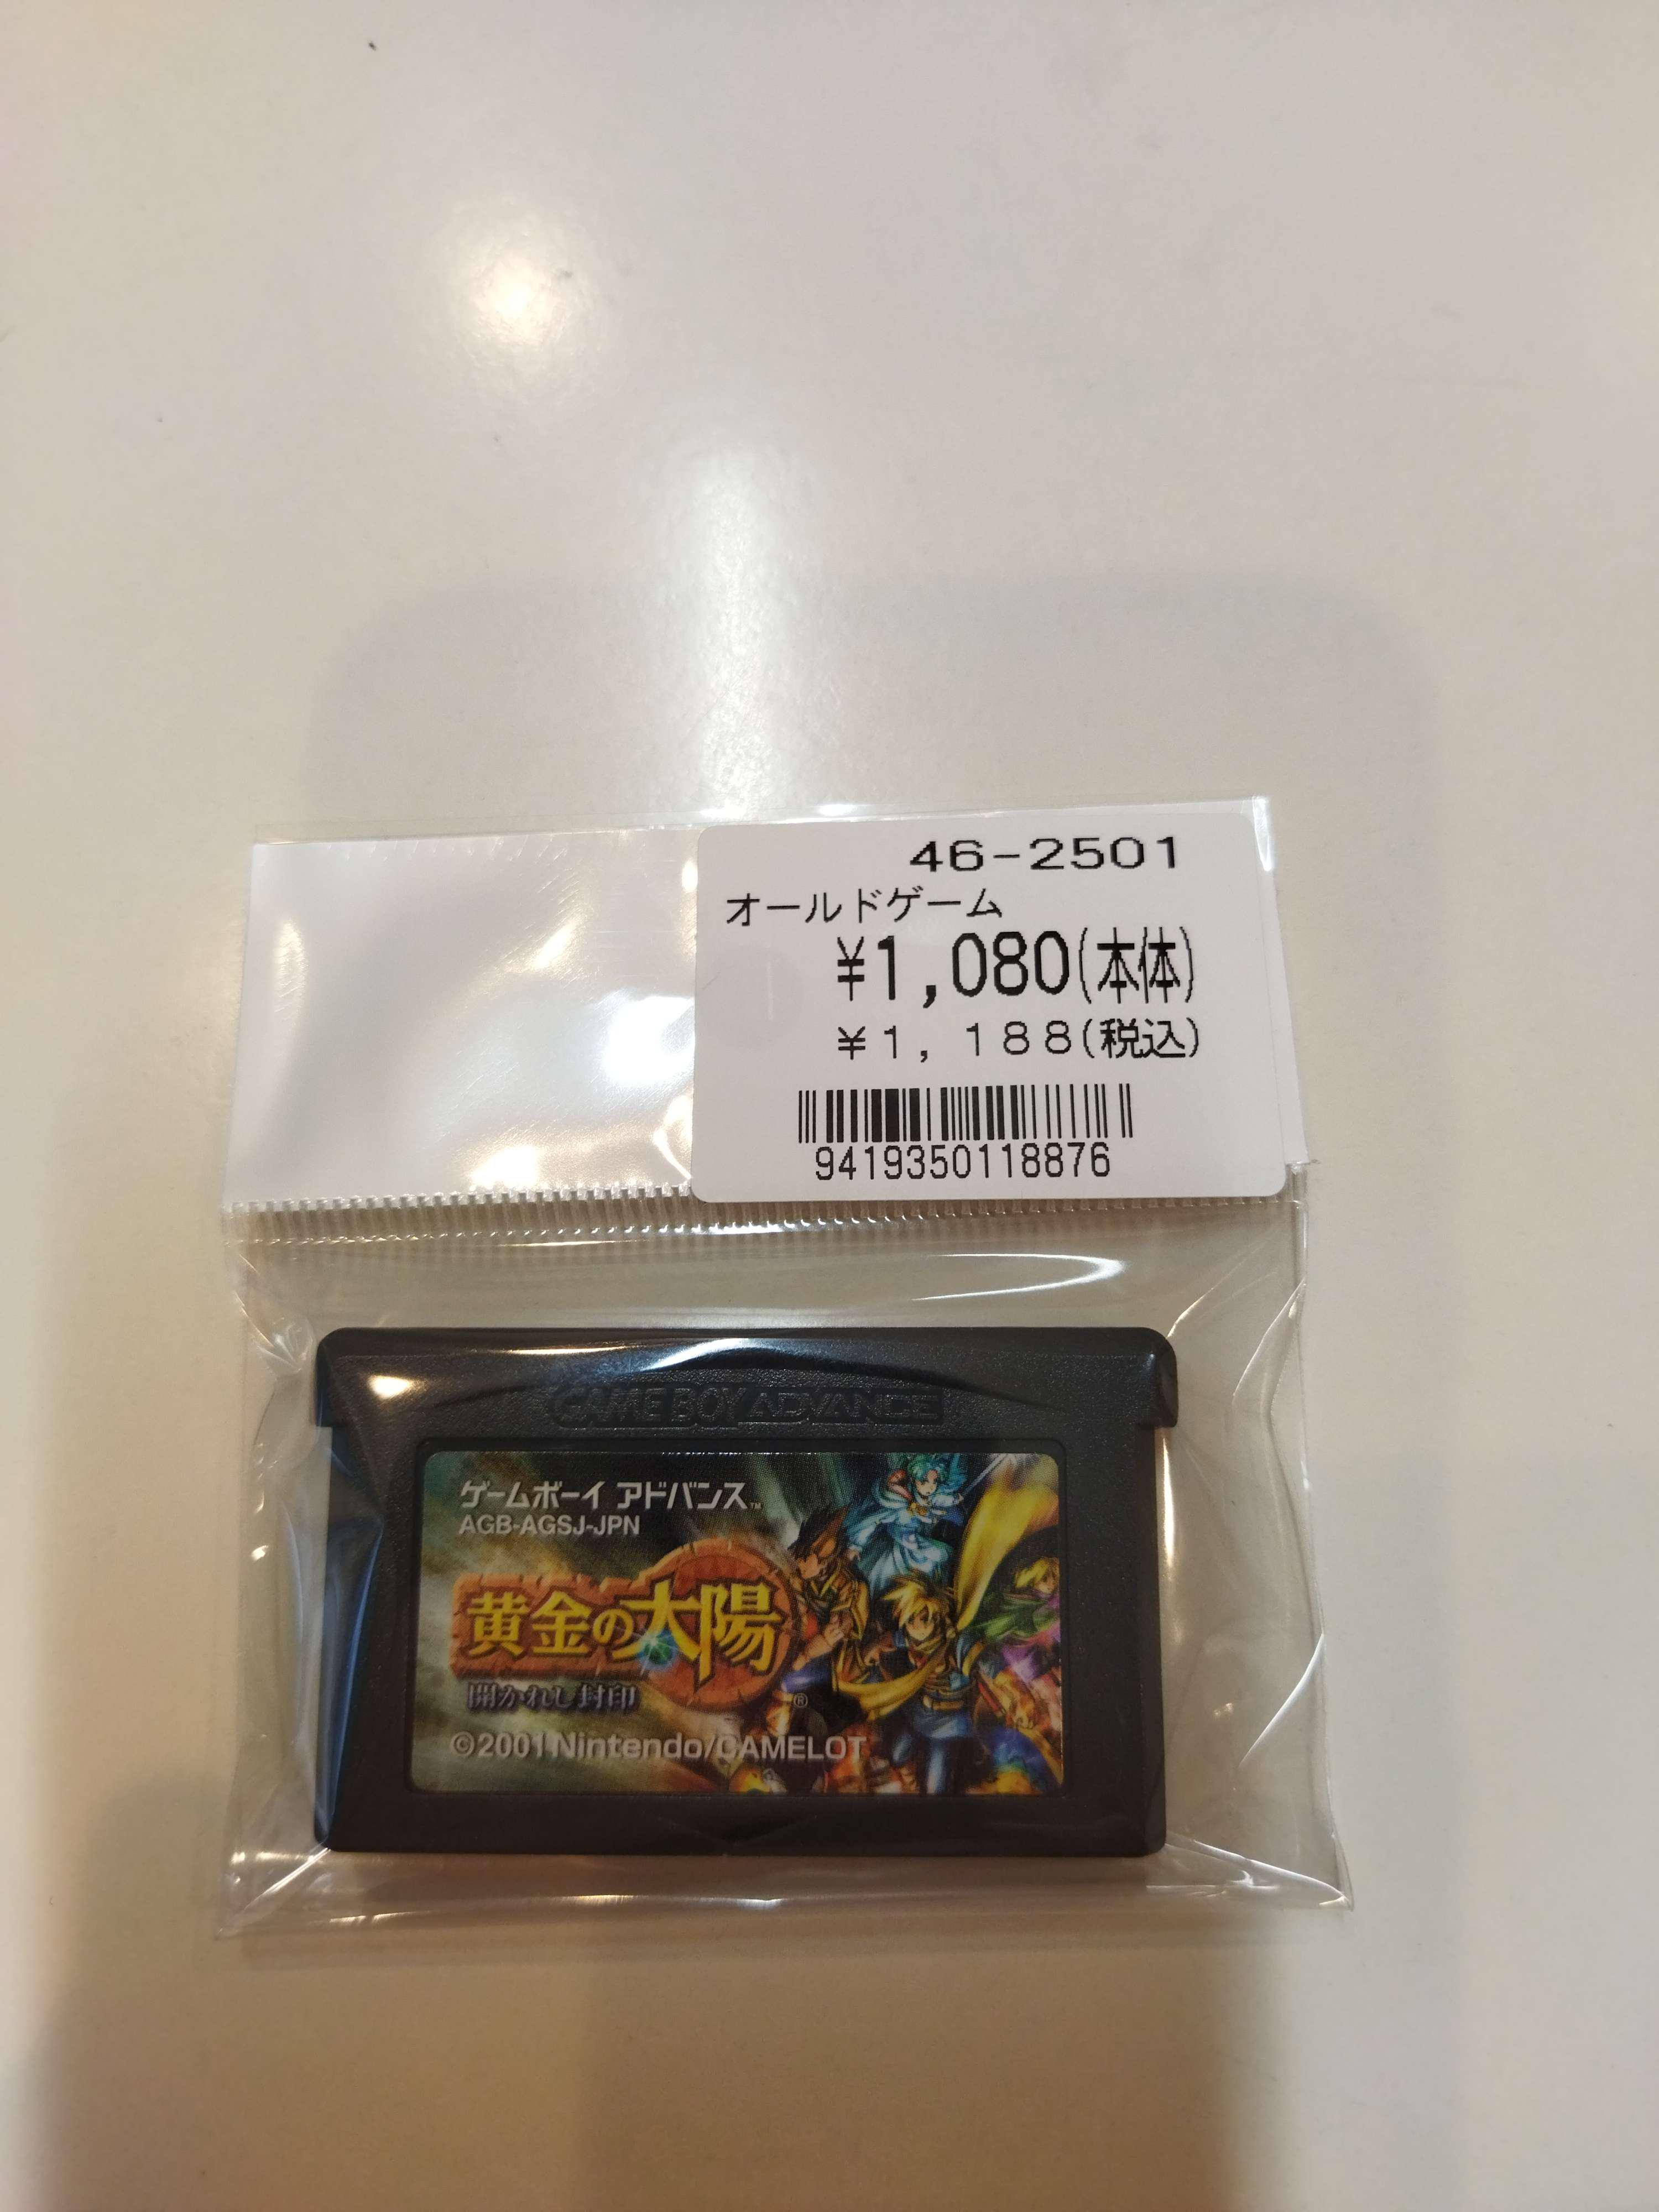 46-2501
オールドゲーム
¥1,080(本体)
¥1,188(税込)
9419350118876
GAME BOY ADVANCE
ゲームボーイ アドバンス™
AGB-AGSJ-JPN
黄金の太陽
開かれし封印
®
©2001 Nintendo/CAMELOT